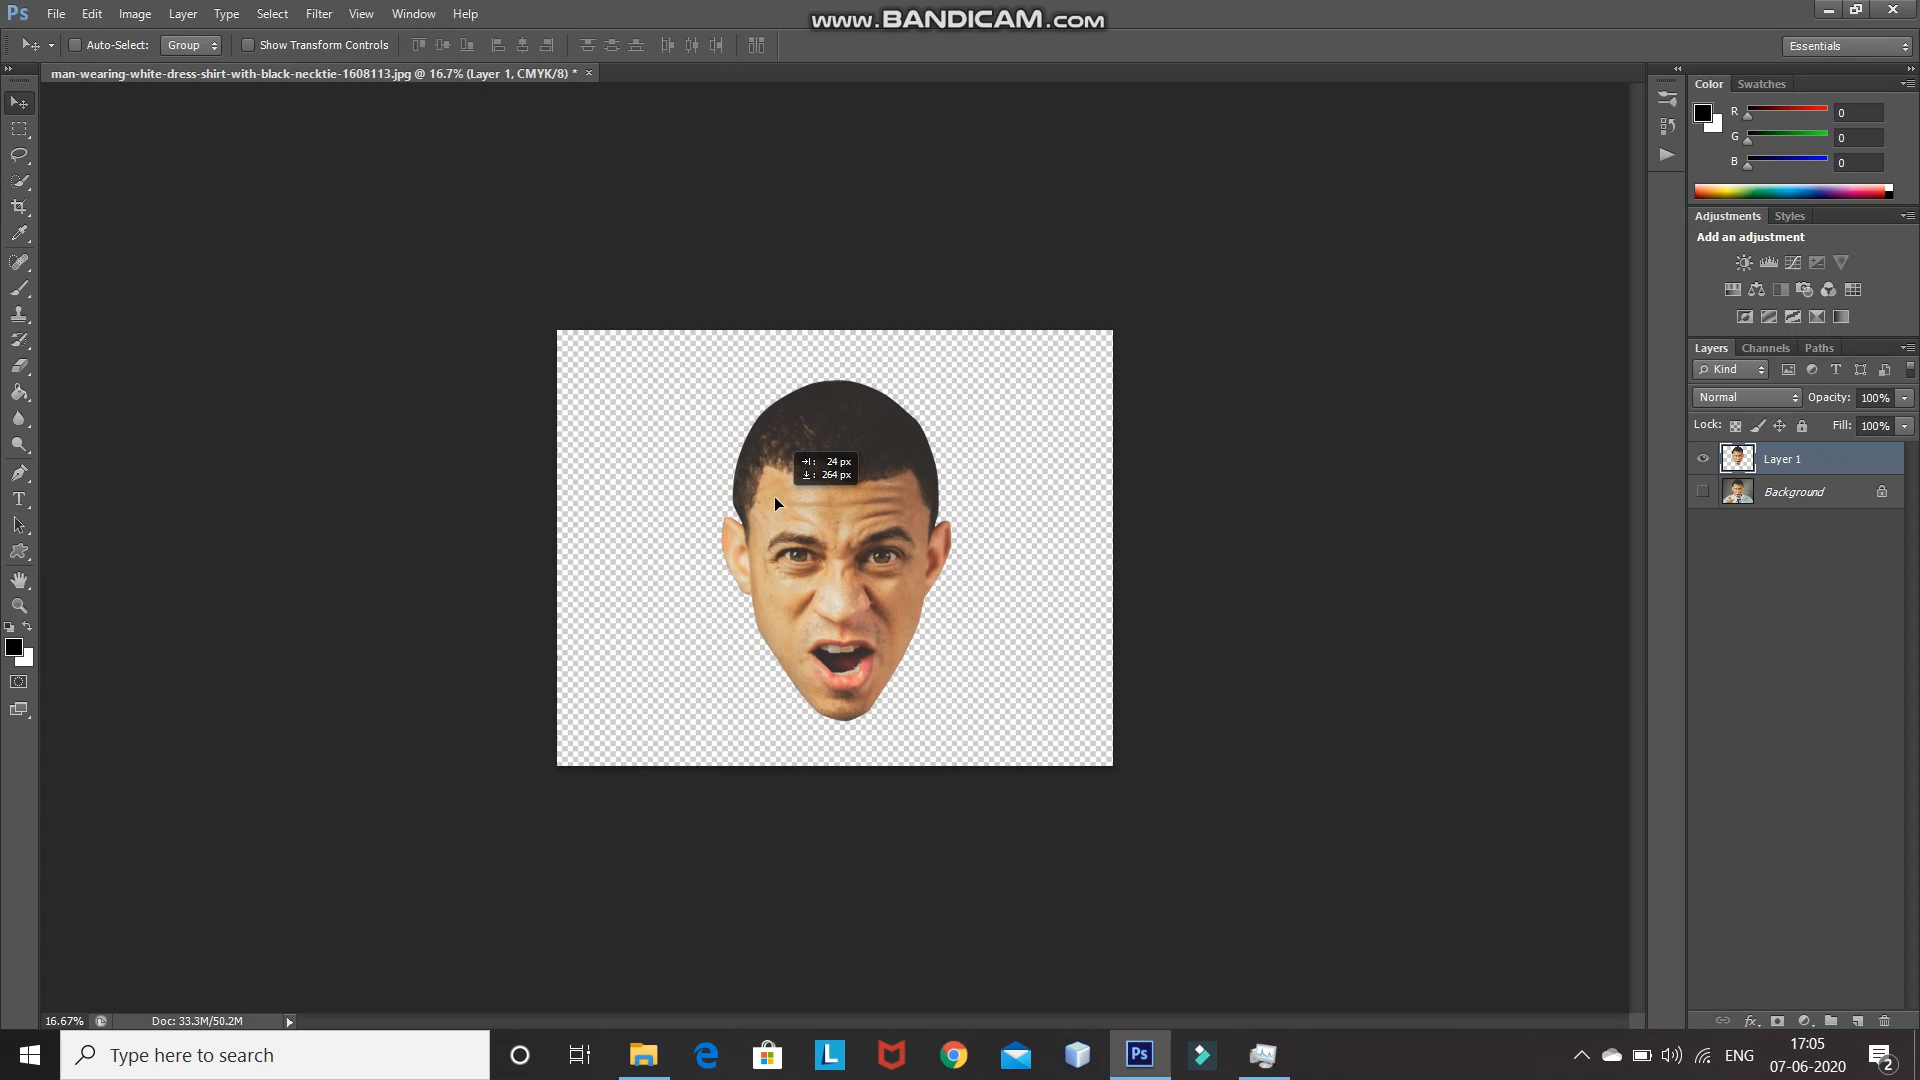 Ps File Edit Image Layer Type Select Filter View Window Help
www.BANDICAM.com
Auto-Select: Group Show Transform Controls
Essentials
man-wearing-white-dress-shirt-with-black-necktie-1608113.jpg @ 16.7% (Layer 1, CMYK/8) *
Color Swatches
R 0
G 0
B 0
Adjustments Styles
Add an adjustment
Layers Channels Paths
Kind
Normal Opacity: 100%
Lock: Fill: 100%
Layer 1
Background
24 px
264 px
16.67% Doc: 33.3M/50.2M
Type here to search
L
Ps
ENG
17:05
07-06-2020
2